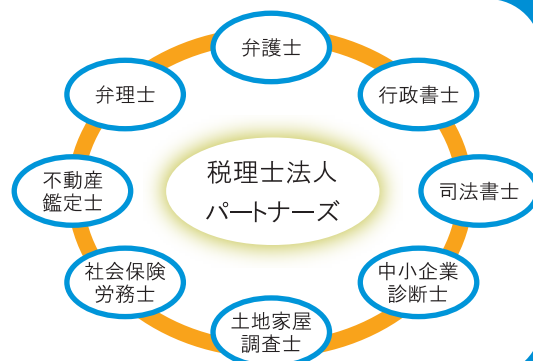 弁護士
弁理士
行政書士
税理士法人
パートナーズ
不動産
鑑定士
司法書士
社会保険
労務士
中小企業
診断士
土地家屋
調査士